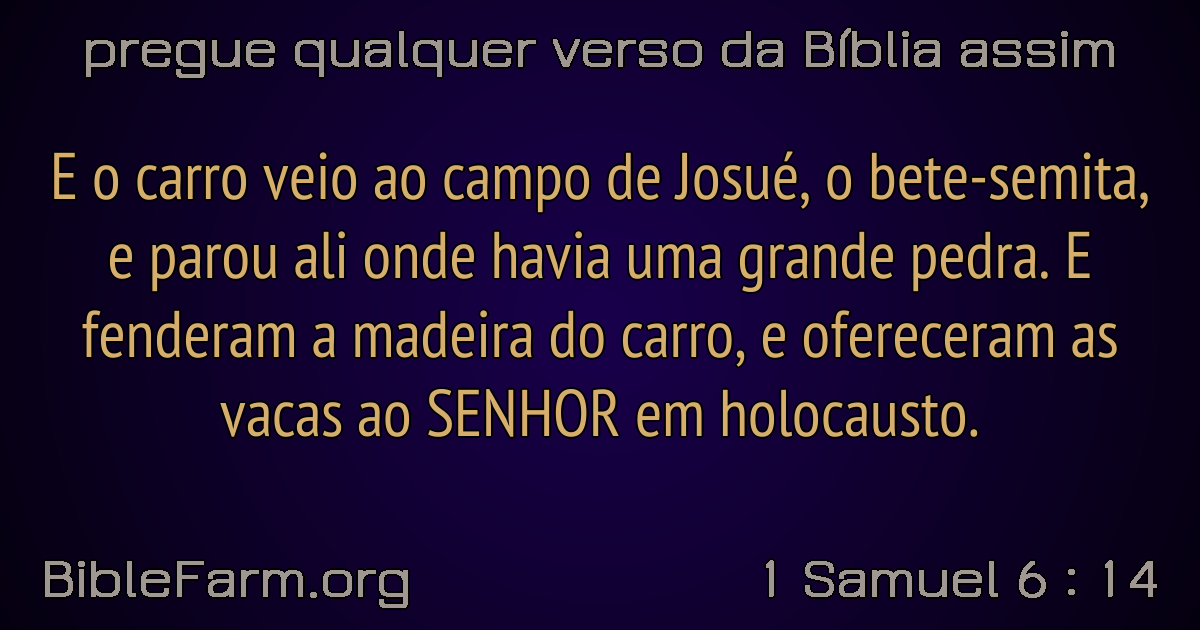 pregue qualquer verso da Bíblia assim
E o carro veio ao campo de Josué, o bete-semita,
e parou ali onde havia uma grande pedra. E
fenderam a madeira do carro, e ofereceram as
vacas ao SENHOR em holocausto.
BibleFarm.org
1 Samuel 6 : 14